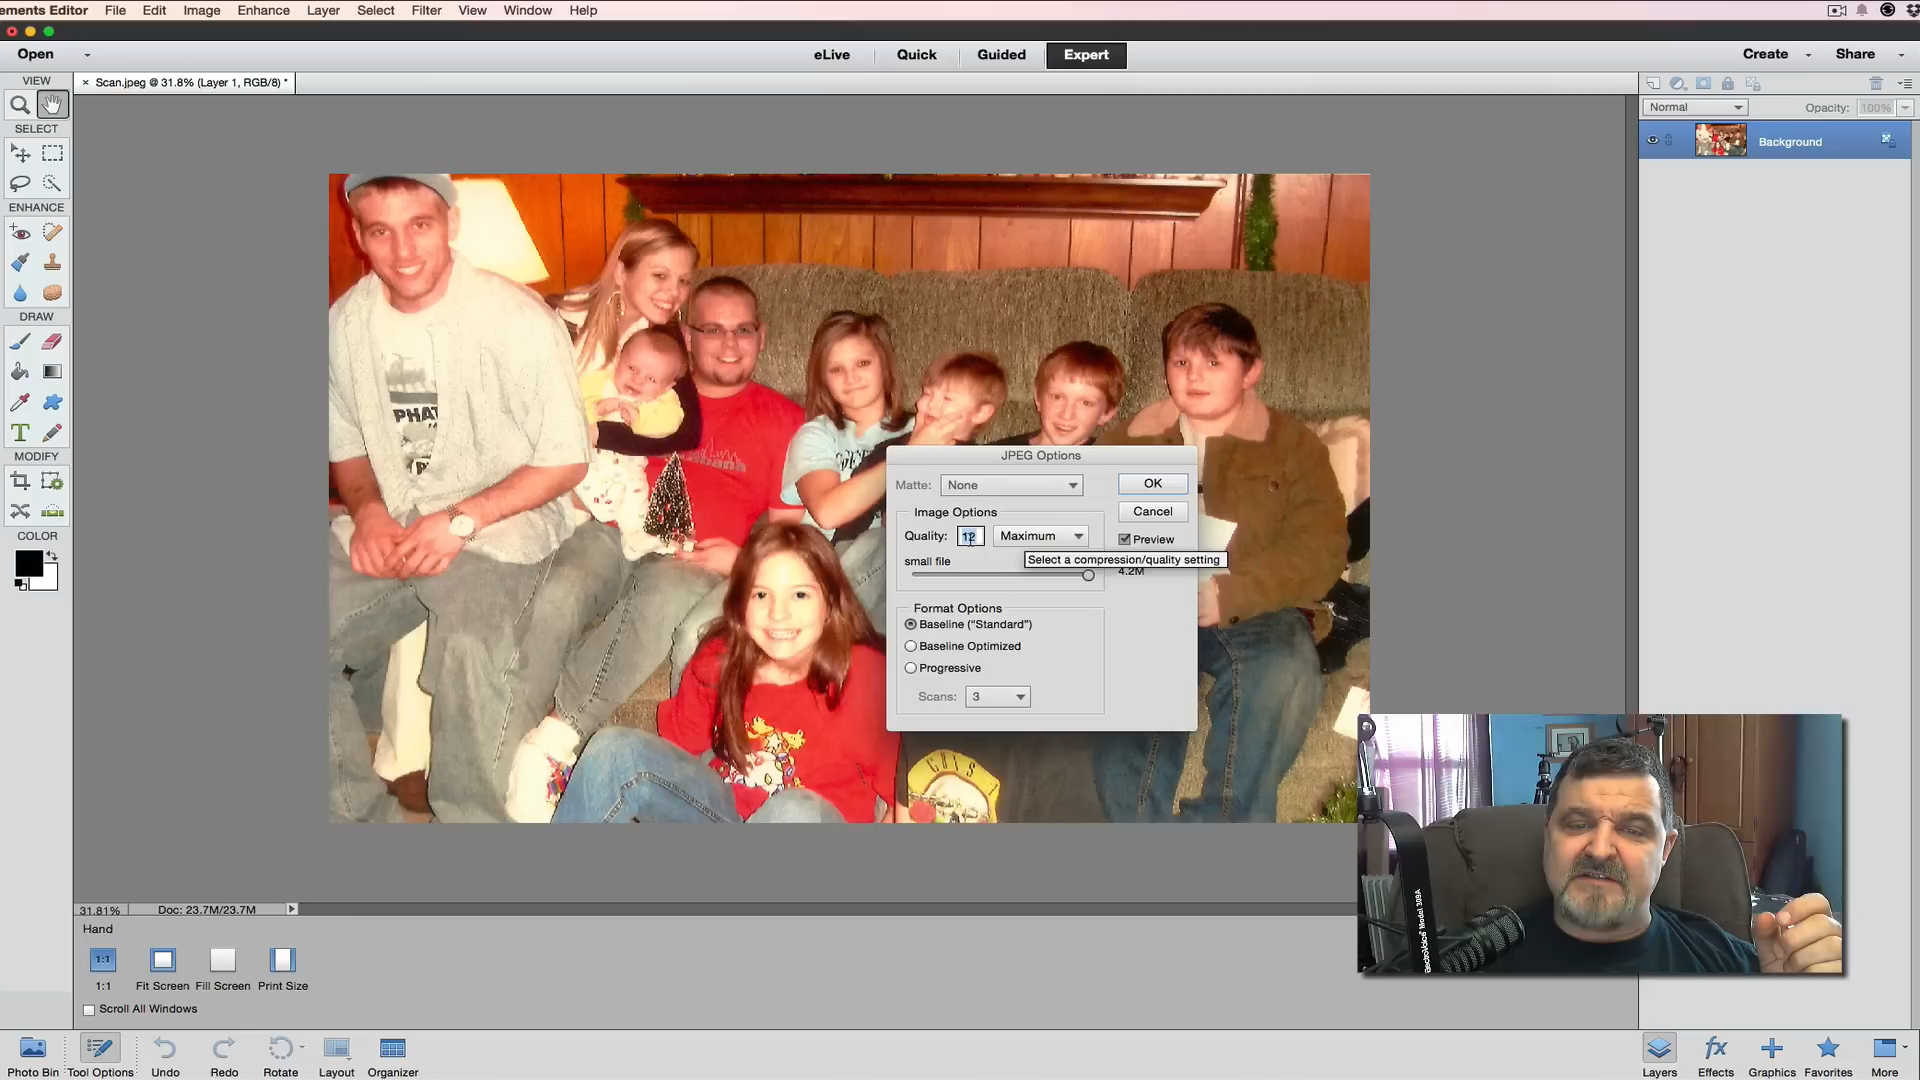 ements Editor File Edit Image Enhance Layer Select Filter View Window Help
Open eLive Quick Guided Expert Create Share
VIEW × Scan.jpeg @ 31.8% (Layer 1, RGB/8) *
Normal Opacity: 100%
SELECT
Background
ENHANCE
DRAW
PHAT
MODIFY
COLOR
JPEG Options
Matte: None OK
Image Options Cancel
Quality: 12 Maximum Preview
small file Select a compression/quality setting
4.2M
Format Options
Baseline (“Standard”)
Baseline Optimized
Progressive
Scans: 3
ElectroVoice Model 309A
31.81% Doc: 23.7M/23.7M
Hand
1:1
1:1 Fit Screen Fill Screen Print Size
Scroll All Windows
Photo Bin Tool Options Undo Redo Rotate Layout Organizer
fx
Layers Effects Graphics Favorites More